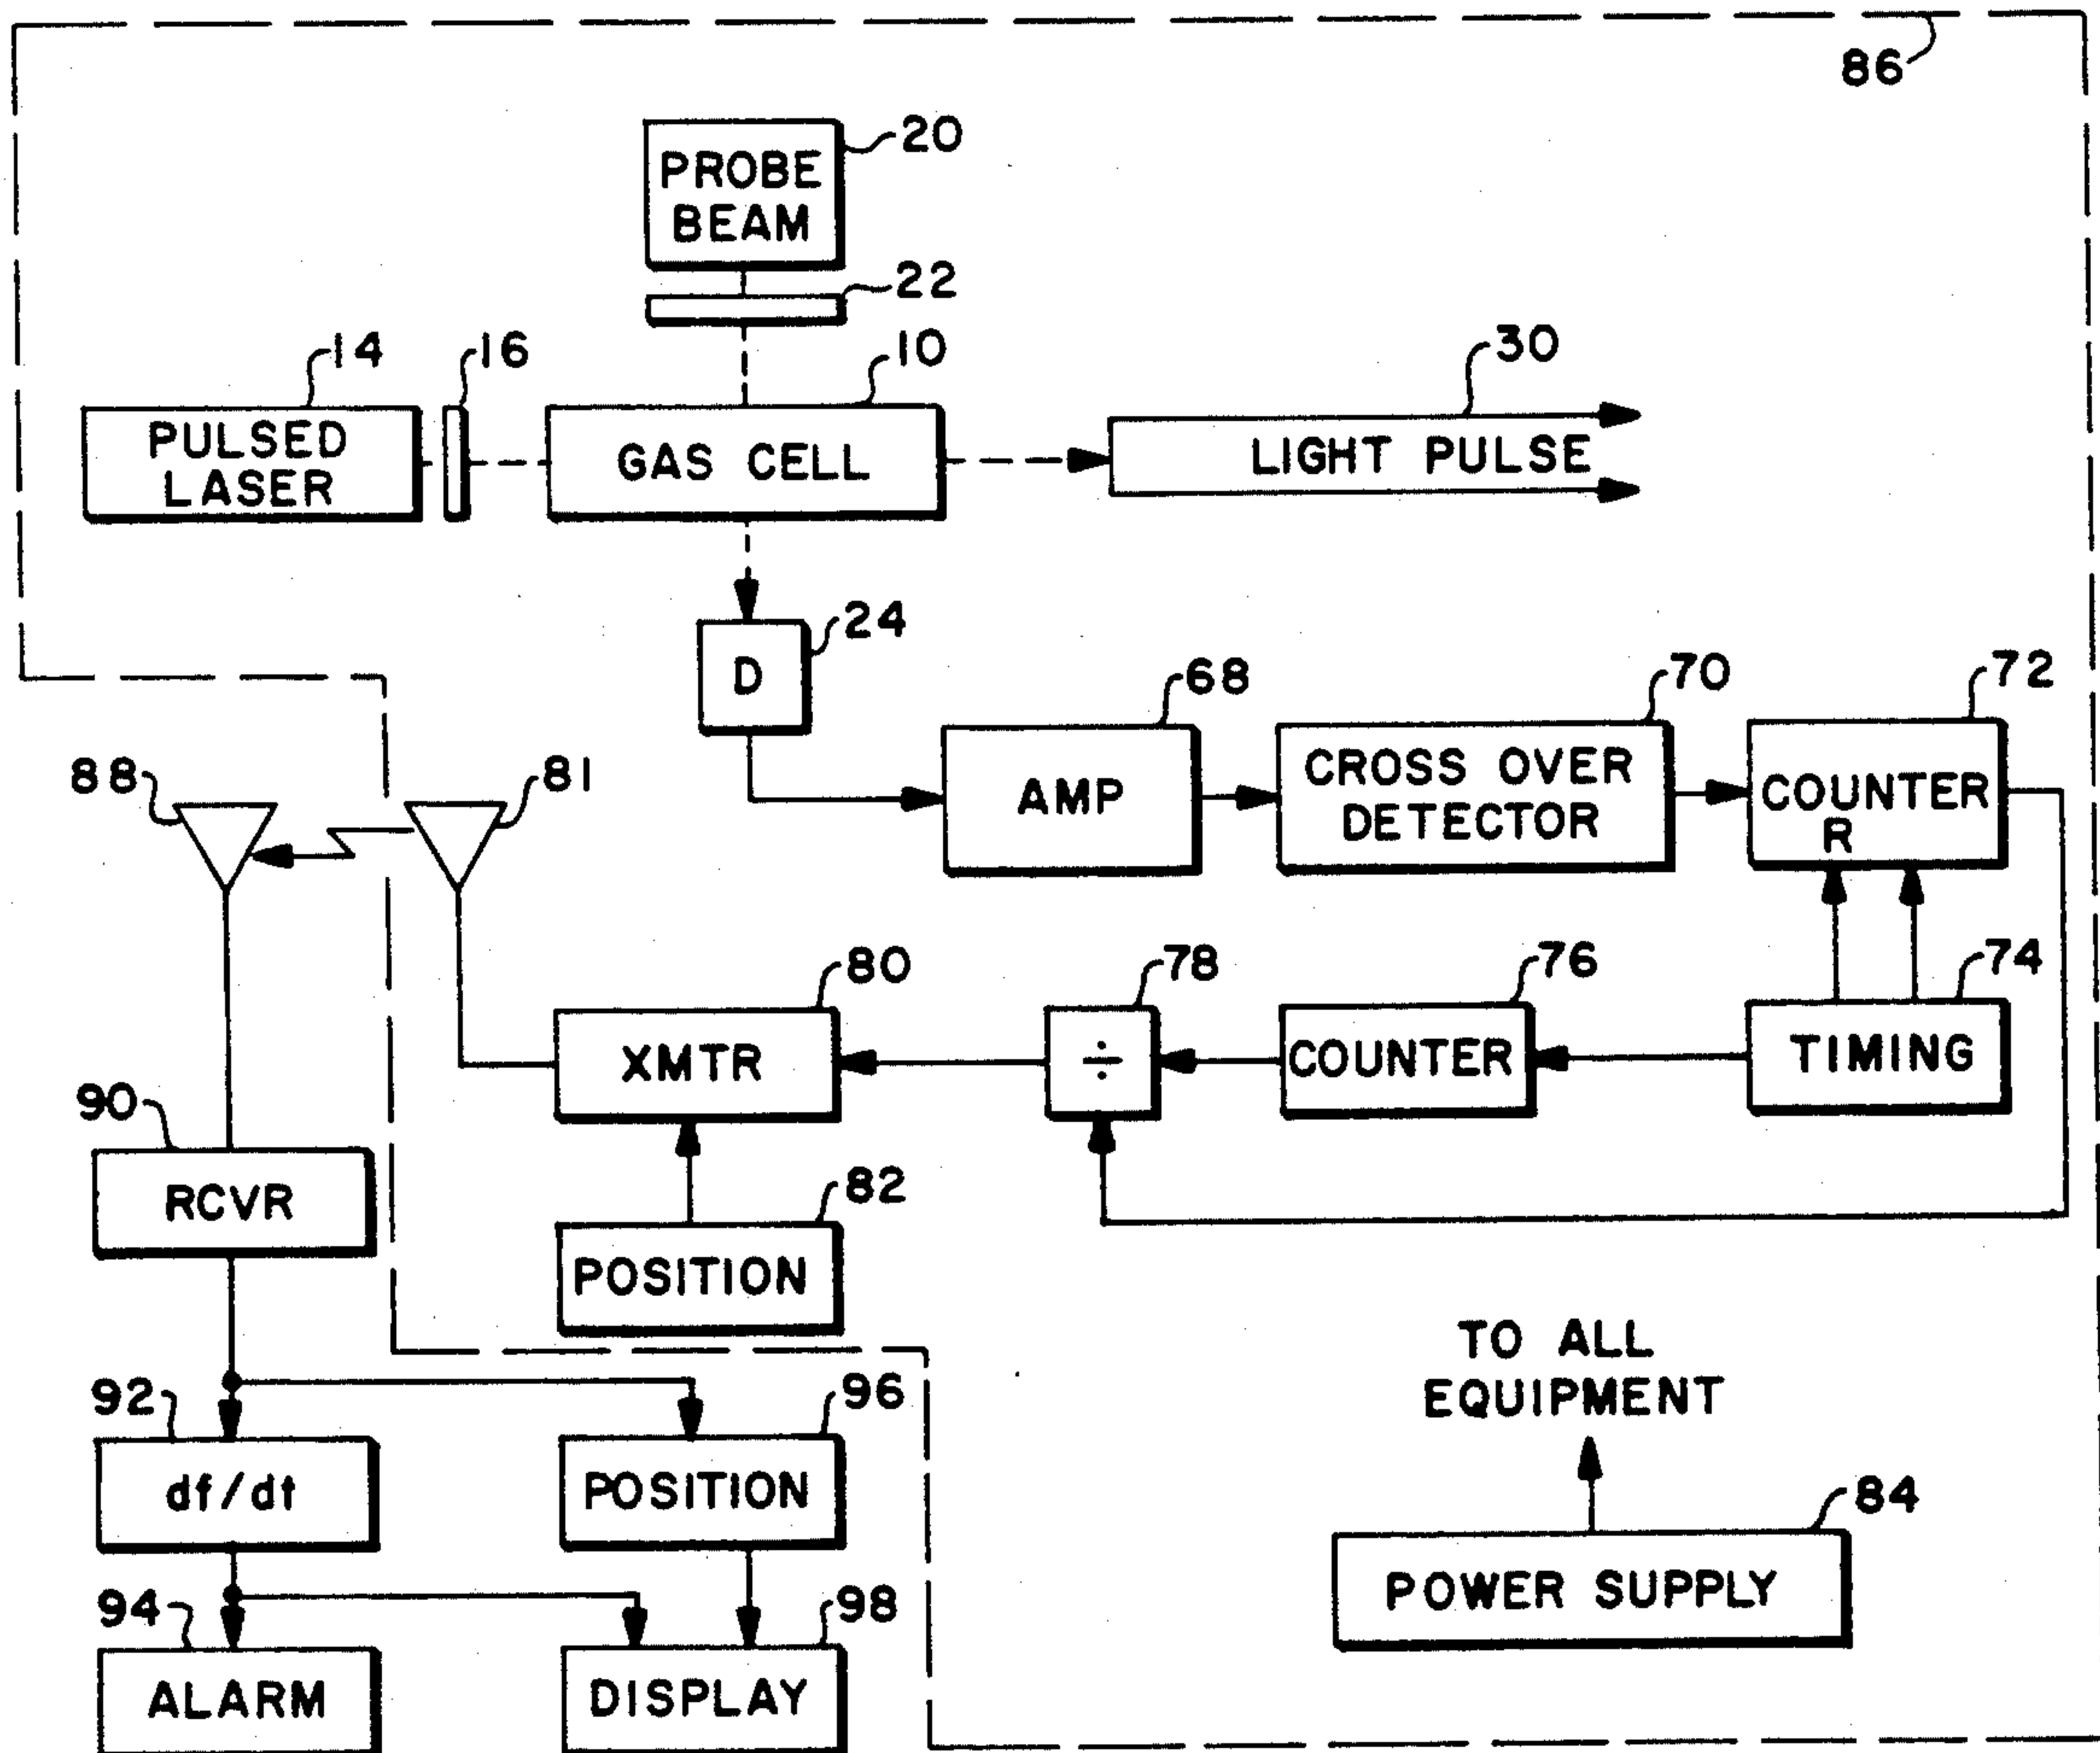 86
20
PROBE
BEAM
22
14
16
10
30
PULSED
LASER
GAS CELL
LIGHT PULSE
24
D
68
70
72
AMP
CROSS OVER
DETECTOR
COUNTER
R
88
81
80
78
76
74
XMTR
÷
COUNTER
TIMING
90
RCVR
82
POSITION
TO ALL
EQUIPMENT
92
96
df/dt
POSITION
84
POWER SUPPLY
94
98
ALARM
DISPLAY